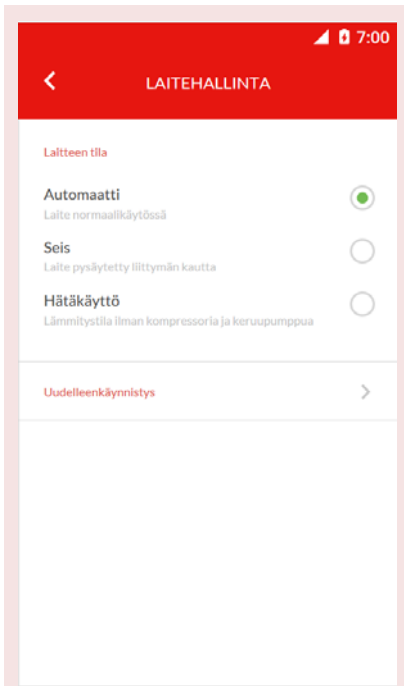 7:00
LAITEHALLINTA
Laitteen tila
Automaatti
Laite normaalikäytössä
Seis
Laite pysäytetty liittymän kautta
Hätäkäyttö
Lämmitystila ilman kompressoria ja keruupumppua
Uudelleenkäynnistys